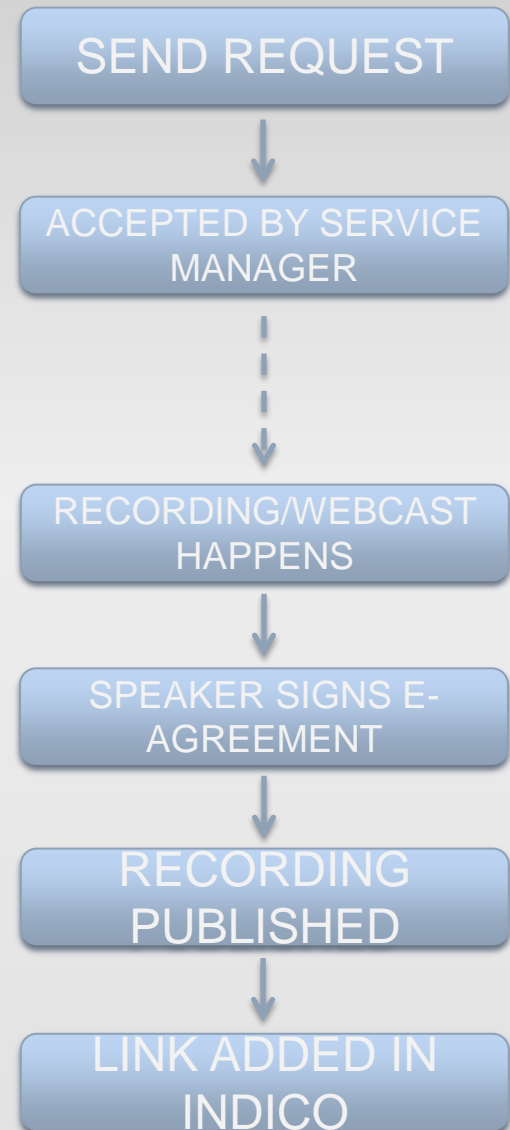 SEND REQUEST
ACCEPTED BY SERVICE
MANAGER
RECORDING/WEBCAST
HAPPENS
SPEAKER SIGNS E-
AGREEMENT
RECORDING
PUBLISHED
LINK ADDED IN
INDICO